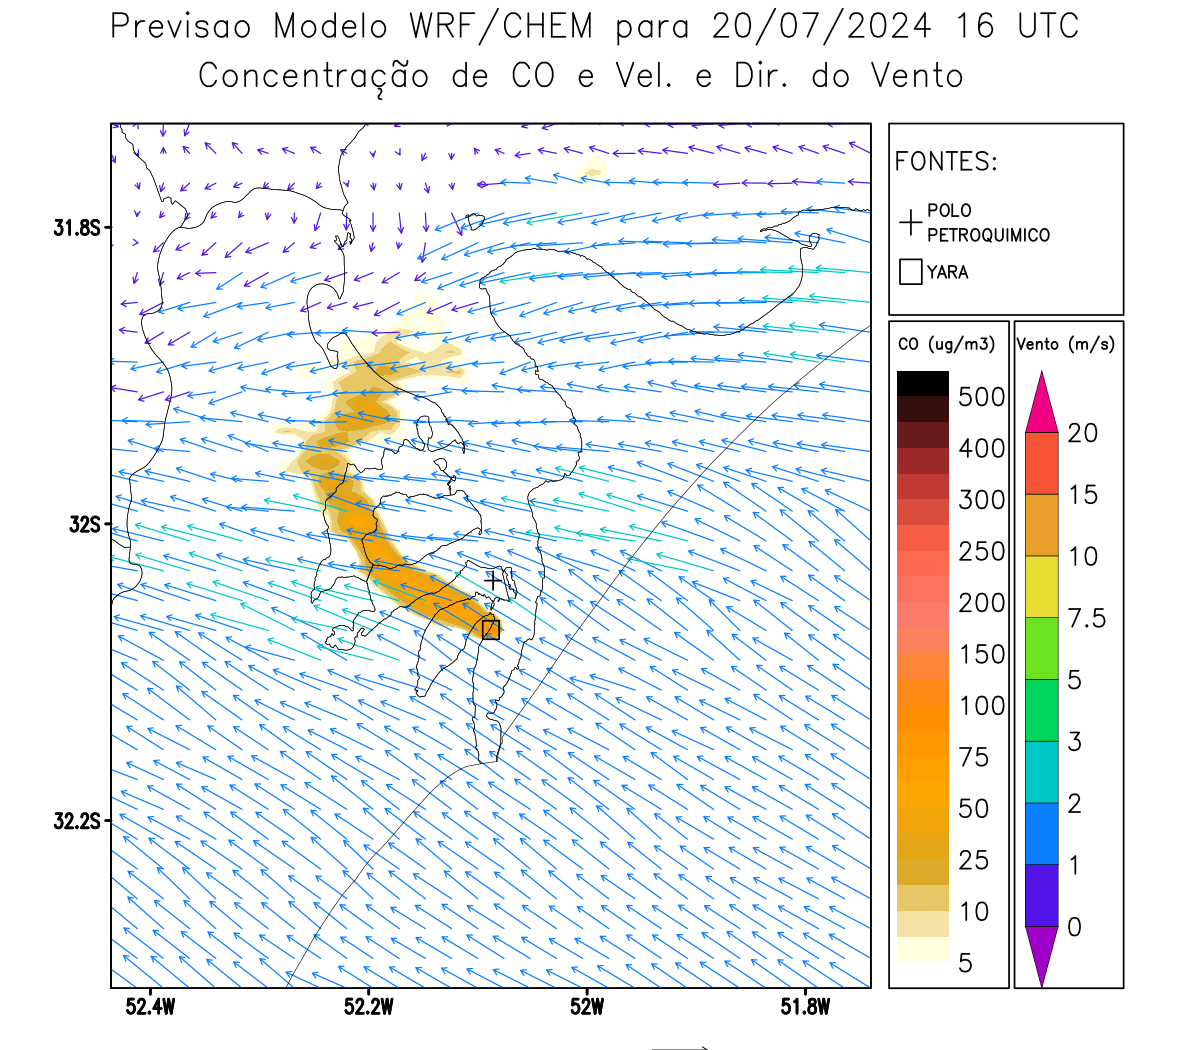 Previsao Modelo WRF/CHEM para 20/07/2024 16 UTC
Concentração de CO e Vel. e Dir. do Vento
FONTES:
POLO
PETROQUIMICO
YARA
CO (ug/m3)
500
400
300
250
200
150
100
75
50
25
10
5
Vento (m/s)
20
15
10
7.5
5
3
2
1
0
31.8S
32S
32.2S
52.4W
52.2W
52W
51.8W